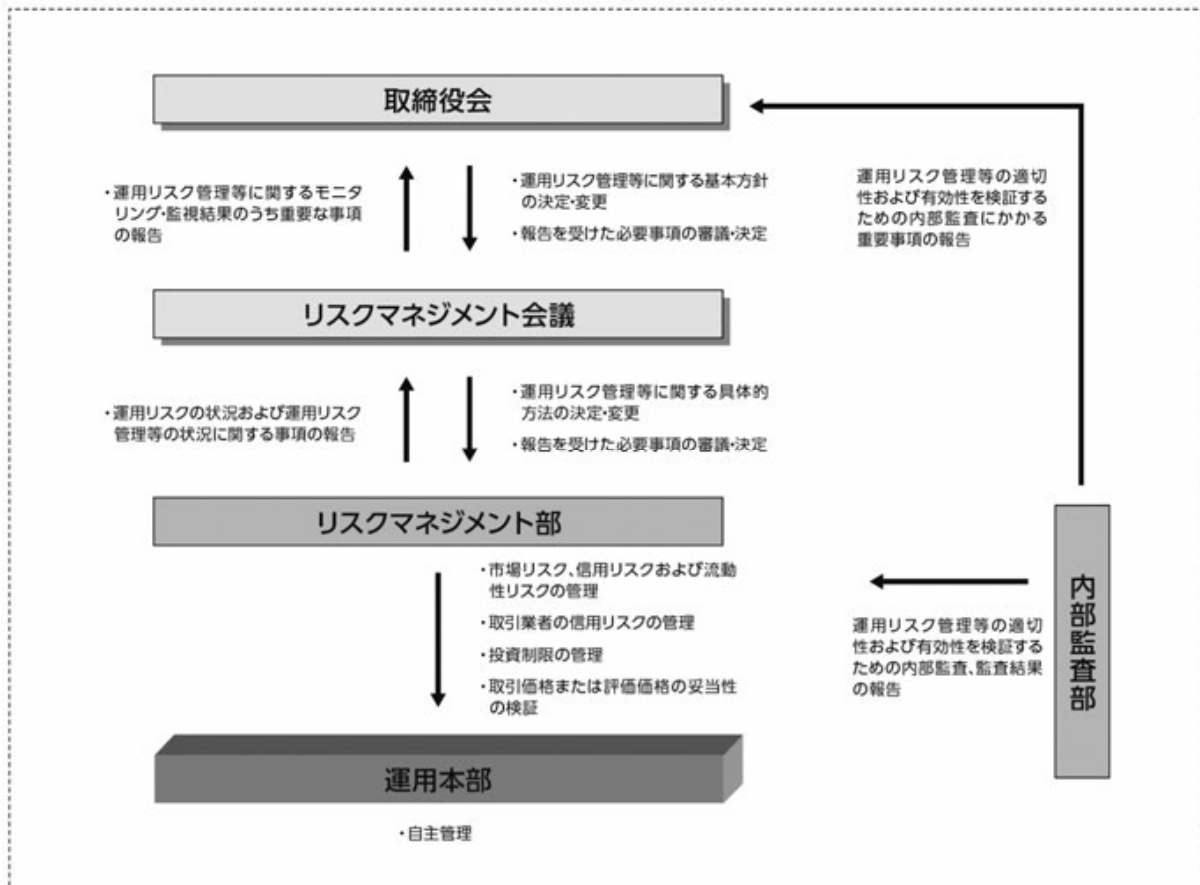 取締役会
・運用リスク管理等に関するモニタ
リング・監視結果のうち重要な事項
の報告
・運用リスク管理等に関する基本方針
の決定・変更
・報告を受けた必要事項の審議・決定
運用リスク管理等の適切
性および有効性を検証する
ための内部監査にかかる
重要事項の報告
リスクマネジメント会議
・運用リスクの状況および運用リスク
管理等の状況に関する事項の報告
・運用リスク管理等に関する具体的
方法の決定・変更
・報告を受けた必要事項の審議・決定
リスクマネジメント部
・市場リスク、信用リスクおよび流動
性リスクの管理
・取引業者の信用リスクの管理
・投資制限の管理
・取引価格または評価価格の妥当性
の検証
運用リスク管理等の適切
性および有効性を検証する
ための内部監査、監査結果
の報告
内部監査部
運用本部
・自主管理